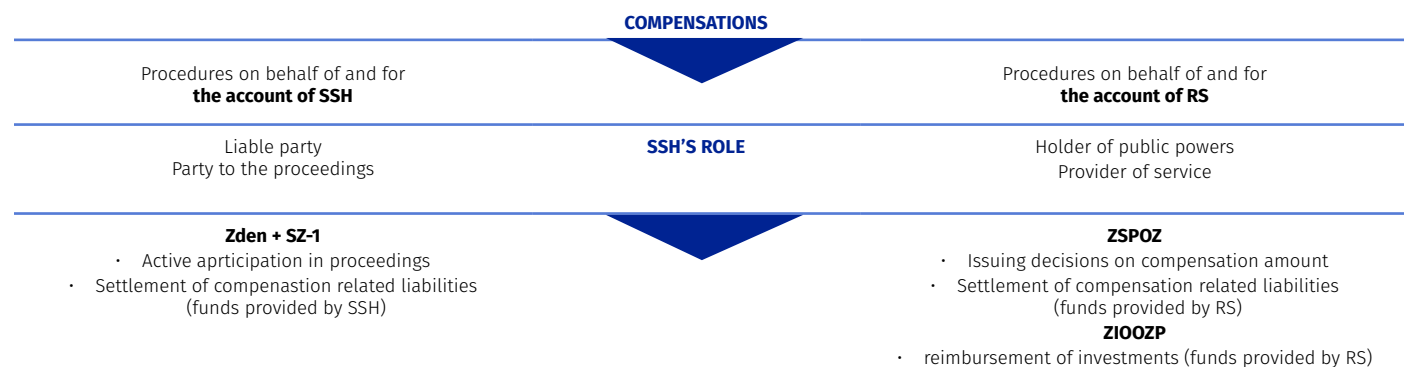 COMPENSATIONS
Procedures on behalf of and for
the account of SSH
Procedures on behalf of and for
the account of RS
Liable party
Party to the proceedings
SSH'S ROLE
Holder of public powers
Provider of service
Zden + SZ-1
· Active aprticipation in proceedings
· Settlement of compenastion related liabilities
(funds provided by SSH)
ZSPOZ
· Issuing decisions on compensation amount
· Settlement of compensation related liabilities
(funds provided by RS)
ZIOOZP
· reimbursement of investments (funds provided by RS)